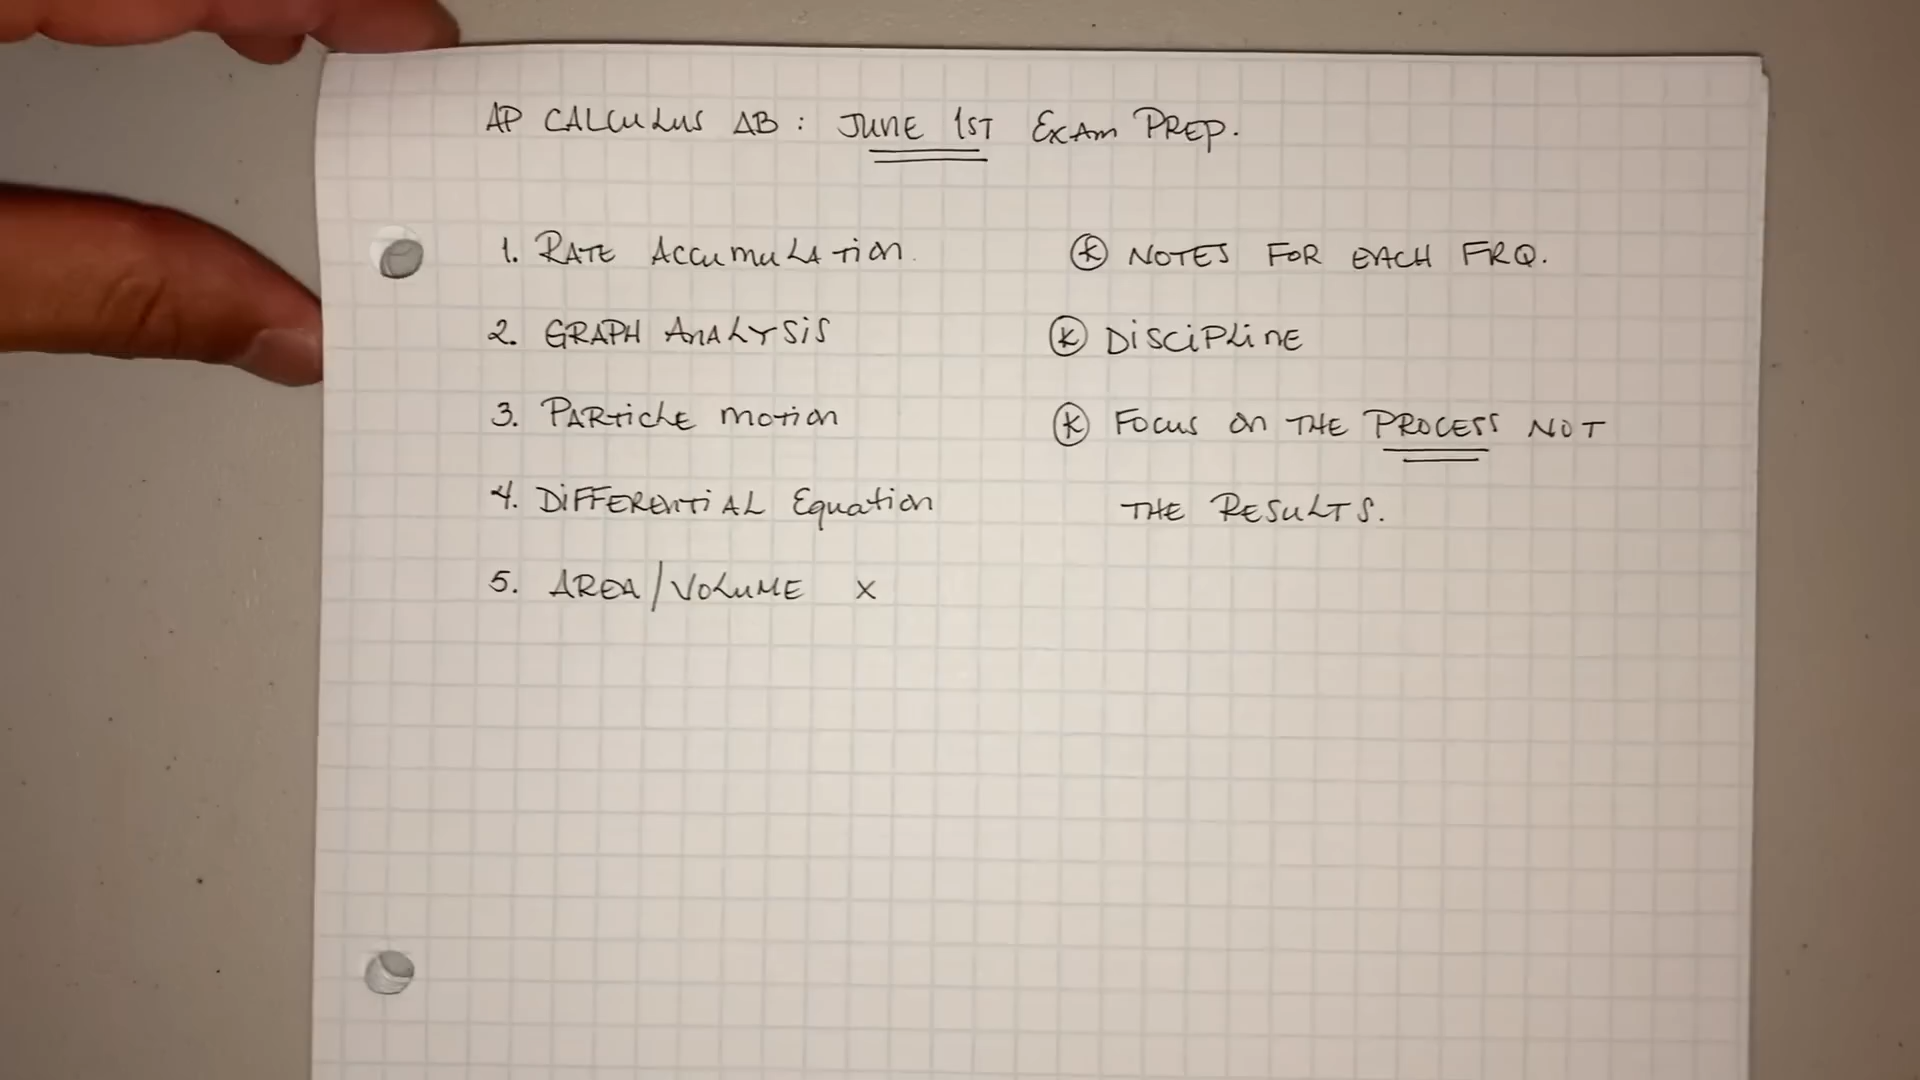 AP CALCULUS AB : JUNE 1ST EXAM PREP.
1. RATE ACCUMULATION.
2. GRAPH ANALYSIS
3. PARTICLE MOTION
4. DIFFERENTIAL Equation
5. AREA/VOLUME X
* NOTES FOR EACH FRQ.
* DISCIPLINE
* FOCUS ON THE PROCESS NOT
THE RESULTS.